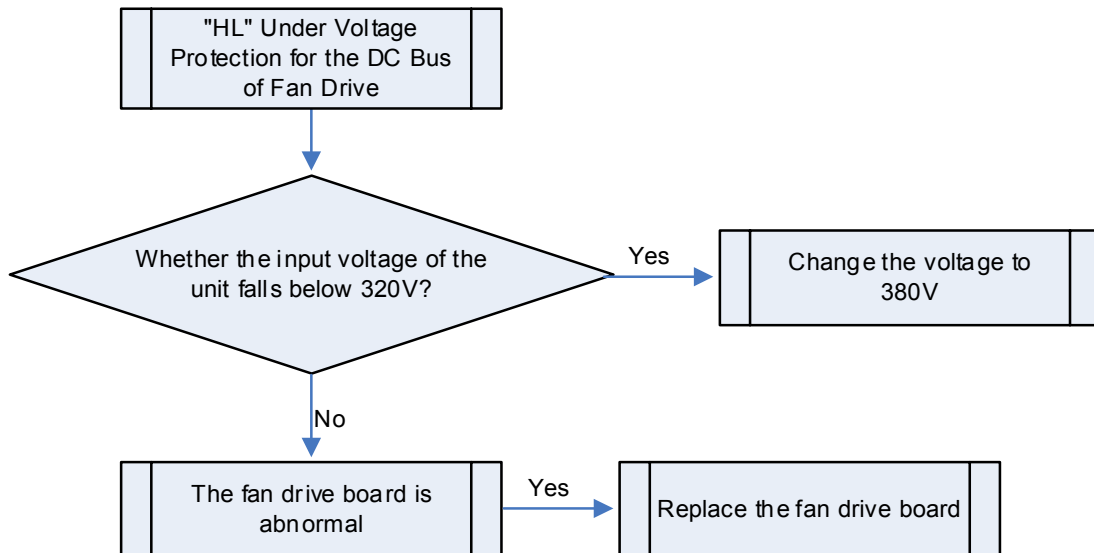 "HL" Under Voltage
Protection for the DC Bus
of Fan Drive
Whether the input voltage of the
unit falls below 320V?
Yes
Change the voltage to
380V
No
The fan drive board is
abnormal
Yes
Replace the fan drive board